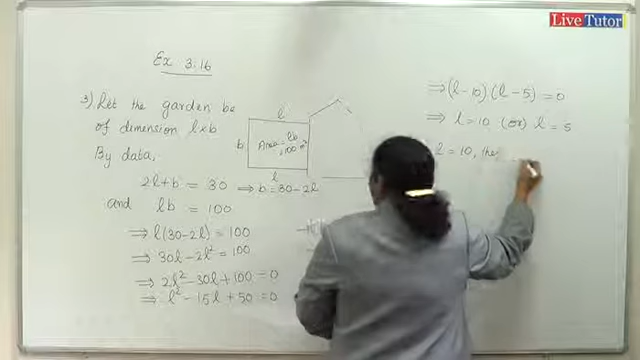 Live Tutor
Ex 3.16
3) Let the garden be
of dimension l×b
By data,
2l+b = 30 ⇒ b = 30-2l
and lb = 100
⇒ l(30-2l) = 100
⇒ 30l - 2l² = 100
⇒ 2l² - 30l + 100 = 0
⇒ l² - 15l + 50 = 0
l
b
Area = lb
= 100 m²
b
l
⇒ (l-10)(l-5) = 0
⇒ l = 10 (or) l = 5
l = 10, then